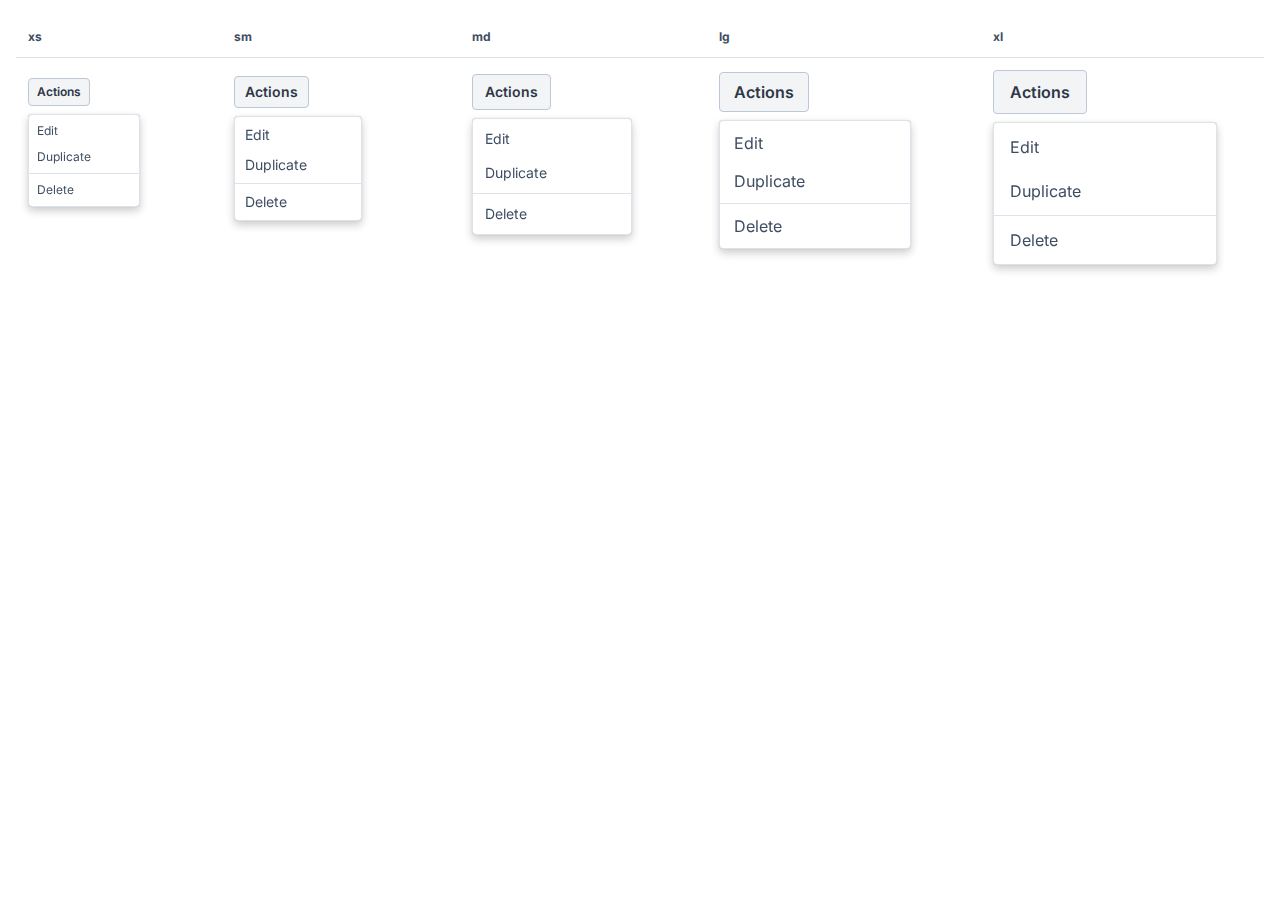 xs sm md lg xl
Actions Actions Actions Actions Actions
Edit Edit Edit Edit Edit
Duplicate Duplicate Duplicate Duplicate Duplicate
Delete Delete Delete Delete Delete